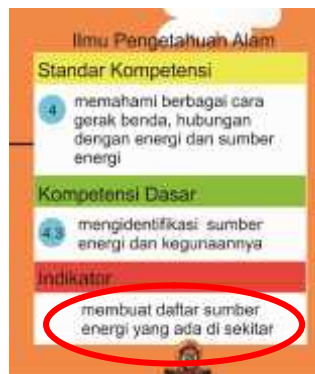 Ilmu Pengetahuan Alam
Standar Kompetensi
4
memahami berbagai cara
gerak benda, hubungan
dengan energi dan sumber
energi
Kompetensi Dasar
4.3
mengidentifikasi sumber
energi dan kegunaannya
Indikator
membuat daftar sumber
energi yang ada di sekitar